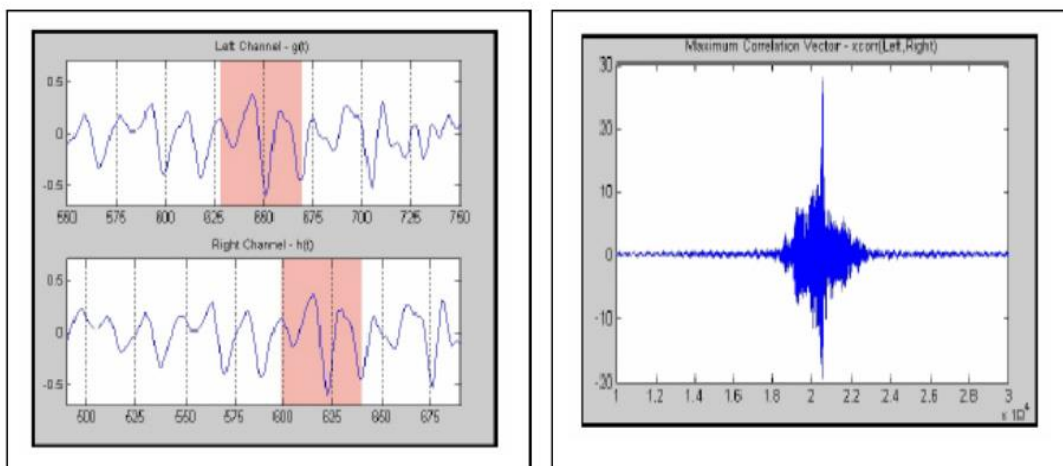 Left Channel - g(t)
0.5
0
-0.5
550 575 600 625 650 675 700 725 750
Right Channel - h(t)
0.5
0
-0.5
500 525 550 575 600 625 650 675
Maximum Correlation Vector - xcorr(Left,Right)
30
20
10
0
-10
-20
1 1.2 1.4 1.6 1.8 2 2.2 2.4 2.6 2.8 3
x 10^4